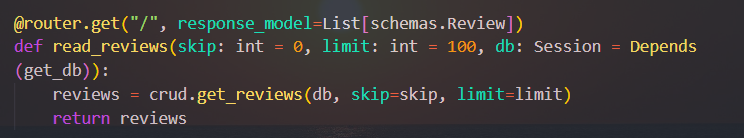 @router.get("/", response_model=List[schemas.Review])
def read_reviews(skip: int = 0, limit: int = 100, db: Session = Depends
(get_db)):
    reviews = crud.get_reviews(db, skip=skip, limit=limit)
    return reviews